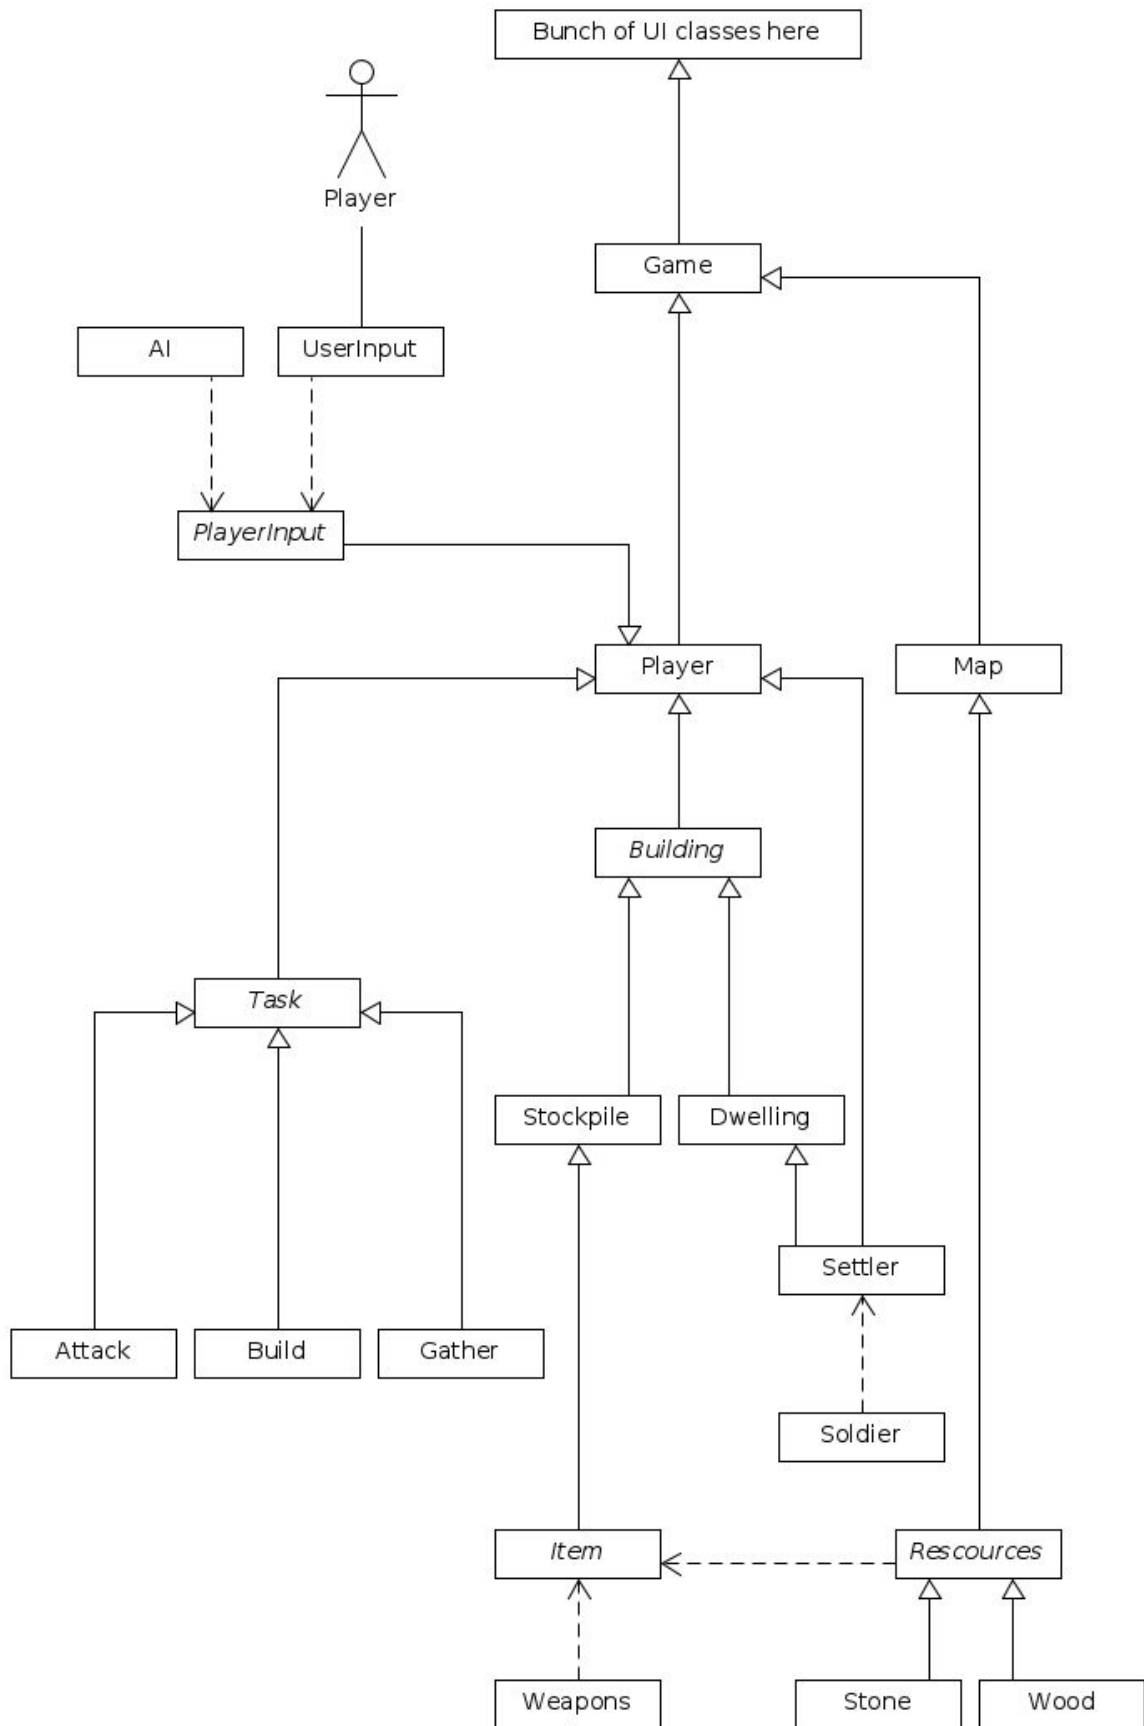 Bunch of UI classes here
Player
Game
AI
UserInput
PlayerInput
Player
Map
Building
Task
Stockpile
Dwelling
Settler
Attack
Build
Gather
Soldier
Item
Rescources
Weapons
Stone
Wood